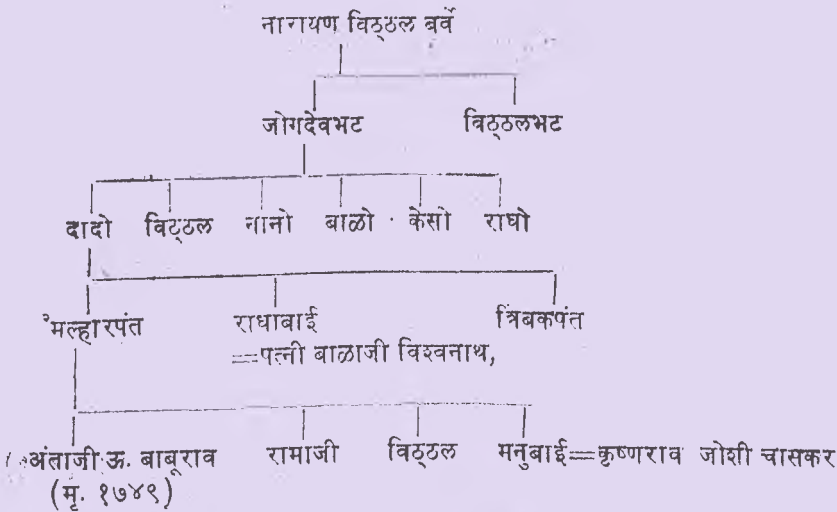 नारायण विठ्ठल बर्वे
जोगदेवभट विठ्ठलभट
दादो विट्ठल नानो बाळो केसो राघो
मल्हारपंत राधाबाई त्रिंबकपंत
=पत्नी बाळाजी विश्वनाथ,
अंताजी ऊ. बाबूराव रामाजी विठ्ठल मनुबाई=कृष्णराव जोशी चासकर
(मृ. १७४९)